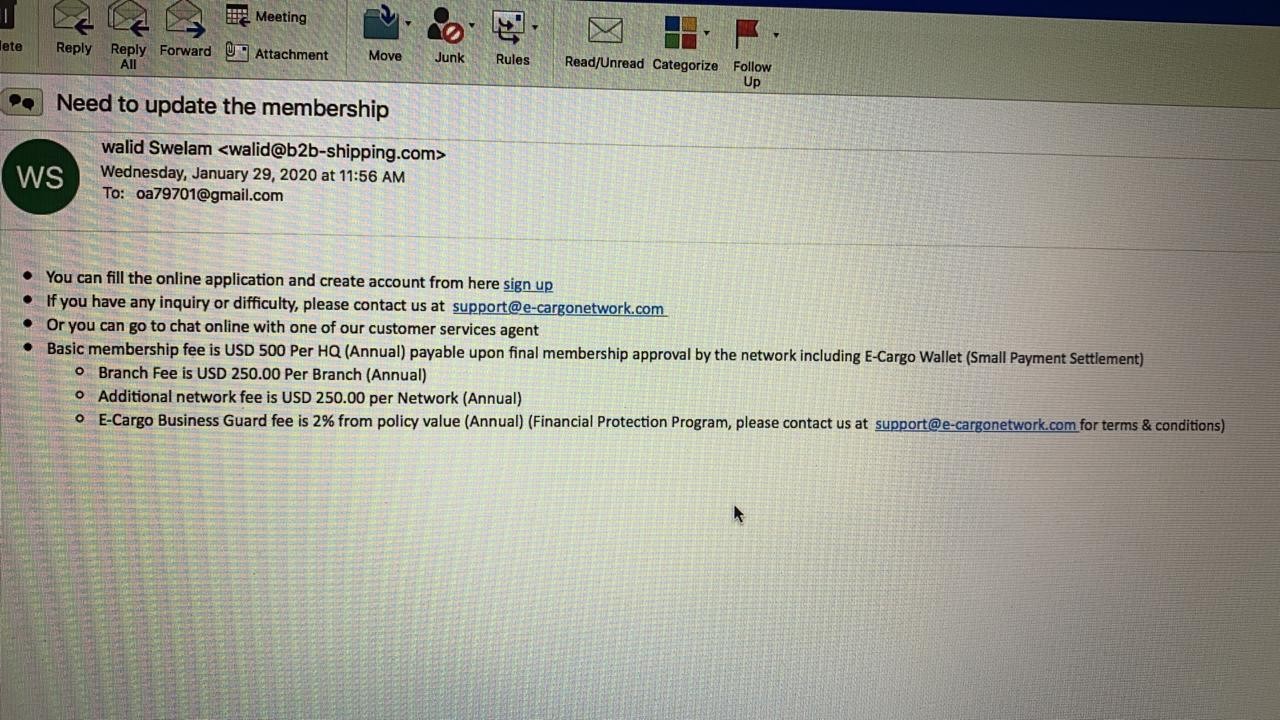 Meeting
Reply
Reply All
Forward
Attachment
Move
Junk
Rules
Read/Unread
Categorize
Follow Up
Need to update the membership
WS
walid Swelam <walid@b2b-shipping.com>
Wednesday, January 29, 2020 at 11:56 AM
To: oa79701@gmail.com
• You can fill the online application and create account from here sign up
• If you have any inquiry or difficulty, please contact us at support@e-cargonetwork.com
• Or you can go to chat online with one of our customer services agent
• Basic membership fee is USD 500 Per HQ (Annual) payable upon final membership approval by the network including E-Cargo Wallet (Small Payment Settlement)
o Branch Fee is USD 250.00 Per Branch (Annual)
o Additional network fee is USD 250.00 per Network (Annual)
o E-Cargo Business Guard fee is 2% from policy value (Annual) (Financial Protection Program, please contact us at support@e-cargonetwork.com for terms & conditions)